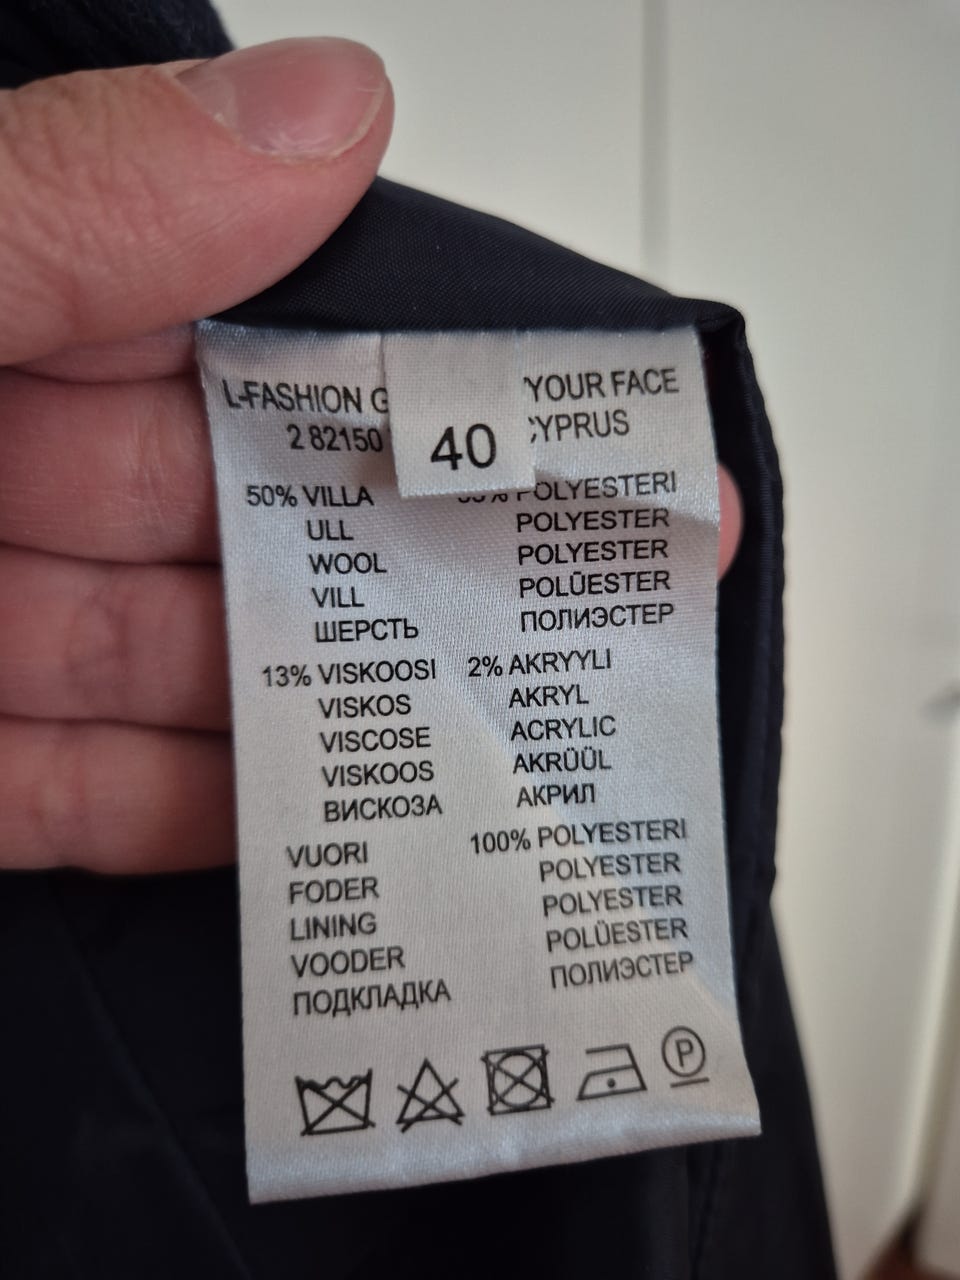 L-FASHION G
2 82150
40
YOUR FACE
CYPRUS
50% VILLA
ULL
WOOL
VILL
ШЕРСТЬ
POLYESTERI
POLYESTER
POLYESTER
POLÜESTER
ПОЛИЭСТЕР
13% VISKOOSI
VISKOS
VISCOSE
VISKOOS
ВИСКОЗА
2% AKRYYLI
AKRYL
ACRYLIC
AKRÜÜL
АКРИЛ
VUORI
FODER
LINING
VOODER
ПОДКЛАДКА
100% POLYESTERI
POLYESTER
POLYESTER
POLÜESTER
ПОЛИЭСТЕР
P